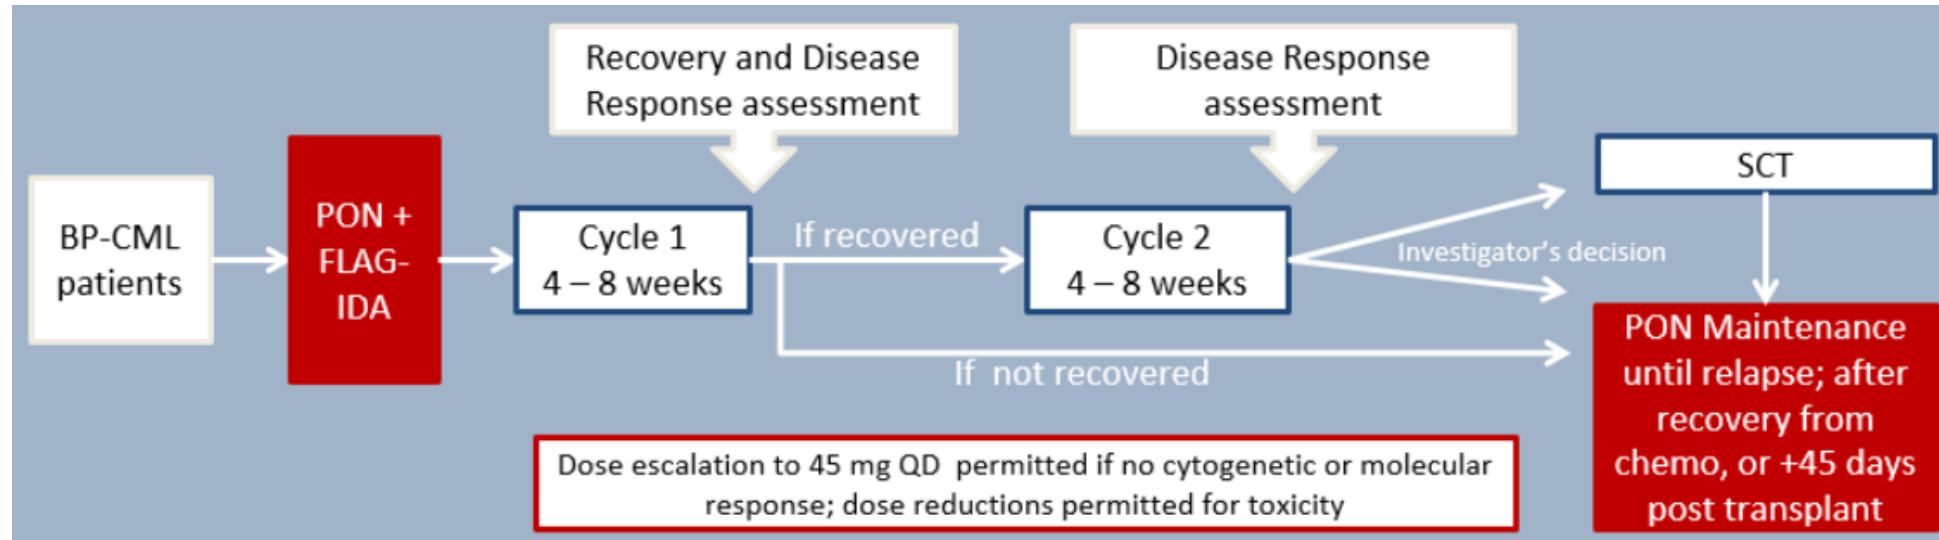 Recovery and Disease
Response assessment
Disease Response
assessment
BP-CML
patients
PON +
FLAG-
IDA
Cycle 1
4 – 8 weeks
If recovered
Cycle 2
4 – 8 weeks
Investigator's decision
SCT
If  not recovered
PON Maintenance
until relapse; after
recovery from
chemo, or +45 days
post transplant
Dose escalation to 45 mg QD  permitted if no cytogenetic or molecular
response; dose reductions permitted for toxicity